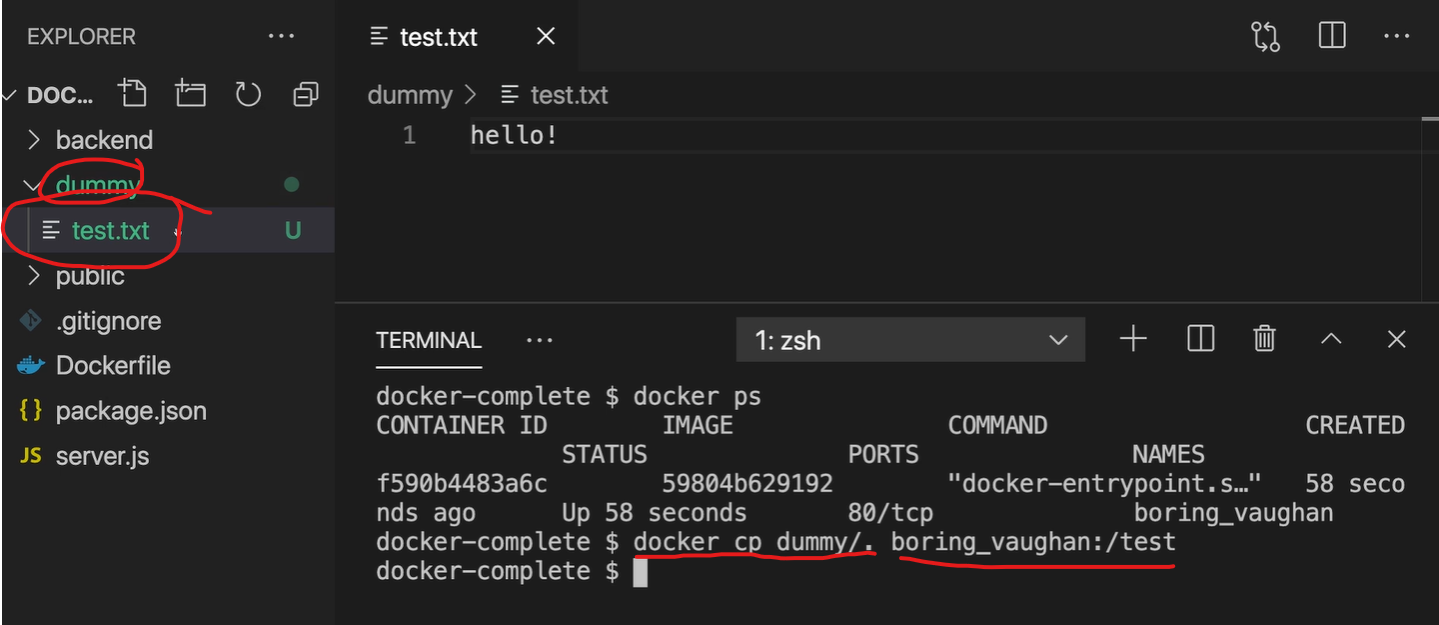 EXPLORER ...
DOC...
backend
dummy
test.txt U
public
.gitignore
Dockerfile
{} package.json
JS server.js
test.txt
...
dummy > test.txt
1 hello!
TERMINAL ... 1: zsh
docker-complete $ docker ps
CONTAINER ID IMAGE COMMAND CREATED
STATUS PORTS NAMES
f590b4483a6c 59804b629192 "docker-entrypoint.s…" 58 seco
nds ago Up 58 seconds 80/tcp boring_vaughan
docker-complete $ docker cp dummy/. boring_vaughan:/test
docker-complete $